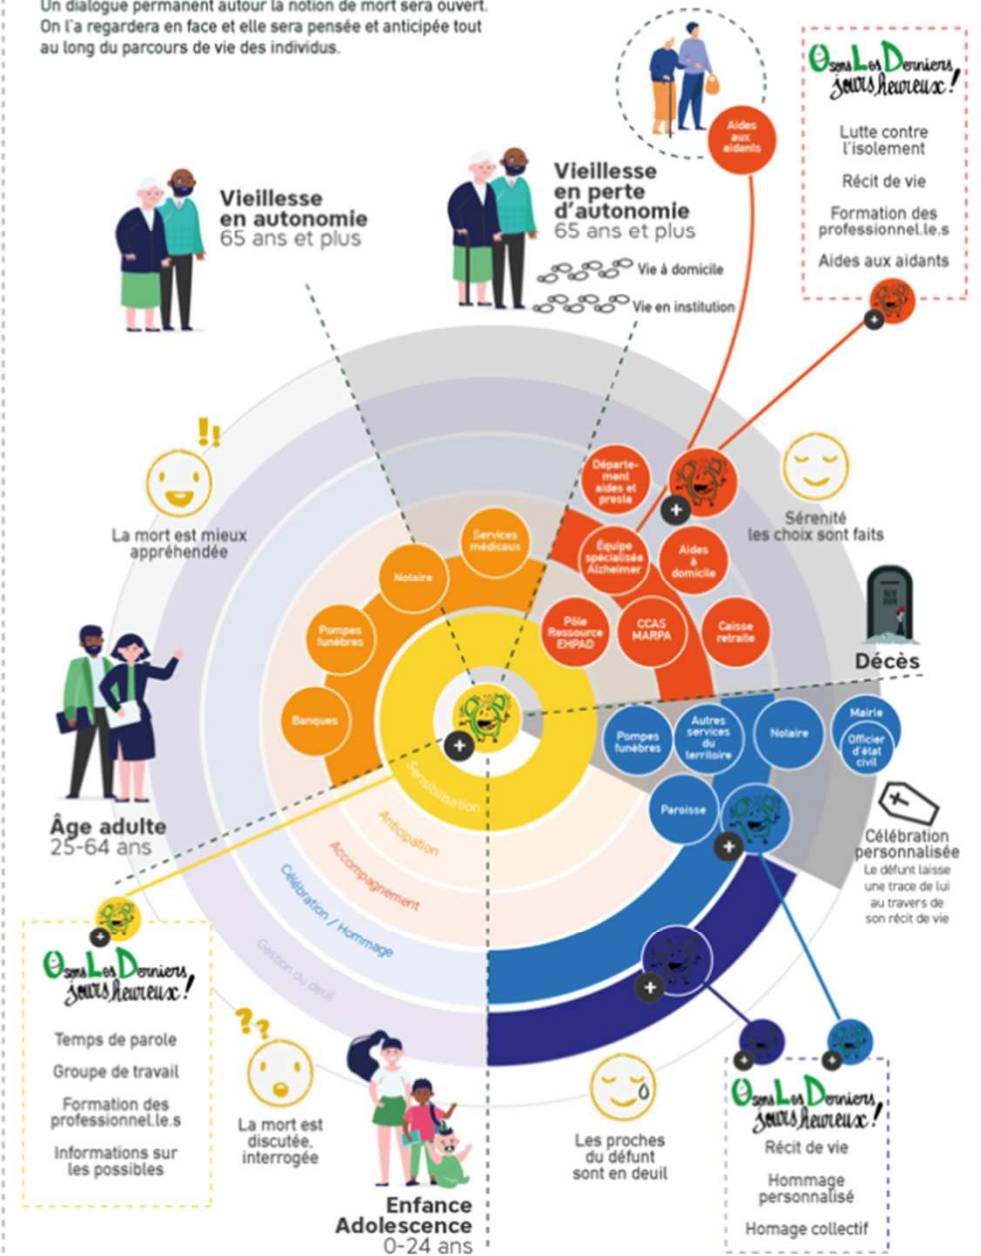 Un dialogue permanent autour la notion de mort sera ouvert.
On l'a regardera en face et elle sera pensée et anticipée tout
au long du parcours de vie des individus.
Aides
aux
aidants
Osons Les Derniers
jours heureux !
Lutte contre
l'isolement
Récit de vie
Formation des
professionnel.le.s
Aides aux aidants
Vieillesse
en autonomie
65 ans et plus
Vieillesse
en perte
d'autonomie
65 ans et plus
Vie à domicile
Vie en institution
!!
La mort est mieux
appréhendée
Sérénité
les choix sont faits
Départe-
ment
aides et
presta
Équipe
spécialisée
Alzheimer
Aides
à
domicile
Pôle
Ressource
EHPAD
CCAS
MARPA
Caisse
retraite
Services
médicaux
Notaire
Pompes
funèbres
Banques
Décès
Pompes
funèbres
Autres
services
du
territoire
Notaire
Mairie
Officier
d'état
civil
Paroisse
Célébration
personnalisée
Le défunt laisse
une trace de lui
au travers de
son récit de vie
Âge adulte
25-64 ans
Sensibilisation
Anticipation
Accompagnement
Célébration / Hommage
Gestion du deuil
Osons Les Derniers
jours heureux !
Temps de parole
Groupe de travail
Formation des
professionnel.le.s
Informations sur
les possibles
??
La mort est
discutée,
interrogée
Enfance
Adolescence
0-24 ans
Les proches
du défunt
sont en deuil
Osons Les Derniers
jours heureux !
Récit de vie
Hommage
personnalisé
Homage collectif